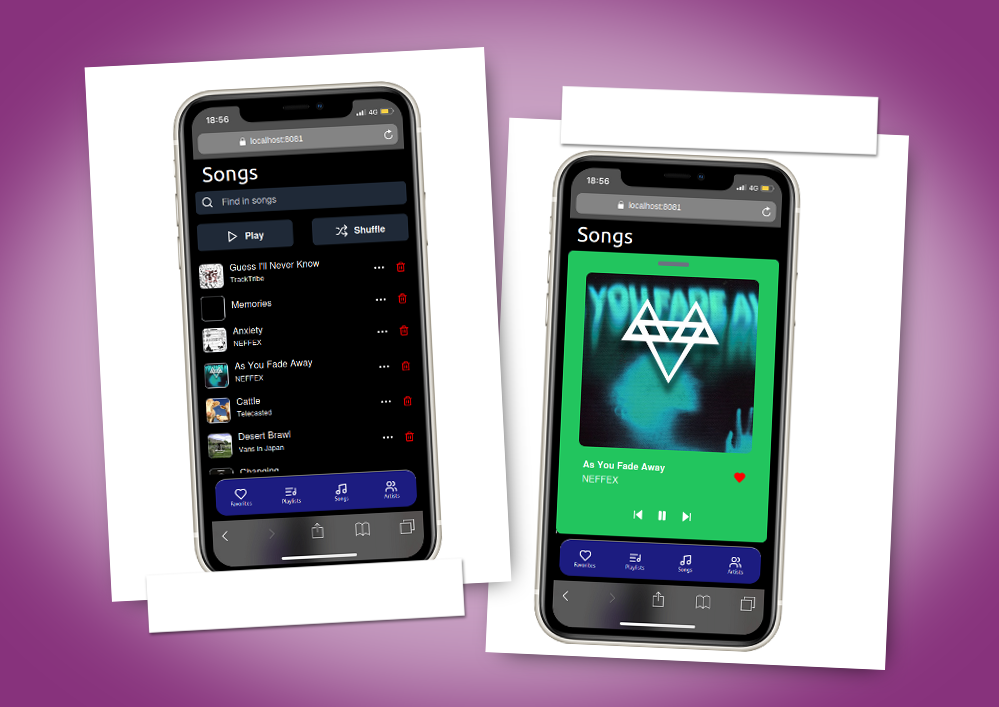 18:56
4G
localhost:8081
Songs
Find in songs
Play
Shuffle
Guess I'll Never Know
TrackTribe
Memories
Anxiety
NEFFEX
As You Fade Away
NEFFEX
Cattle
Telecasted
Desert Brawl
Vans in Japan
Changing
Favorites
Playlists
Songs
Artists
18:56
4G
localhost:8081
Songs
YOU FADE AW
As You Fade Away
NEFFEX
Favorites
Playlists
Songs
Artists